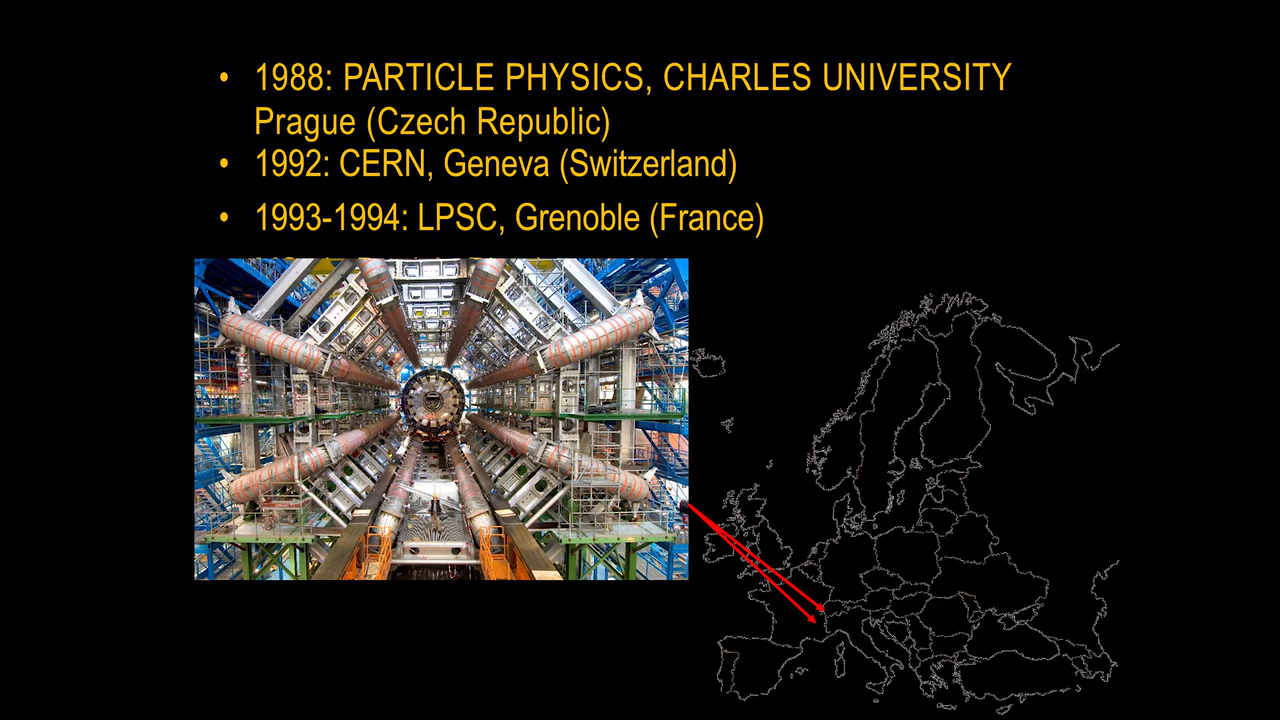 • 1988: PARTICLE PHYSICS, CHARLES UNIVERSITY
Prague (Czech Republic)
• 1992: CERN, Geneva (Switzerland)
• 1993-1994: LPSC, Grenoble (France)